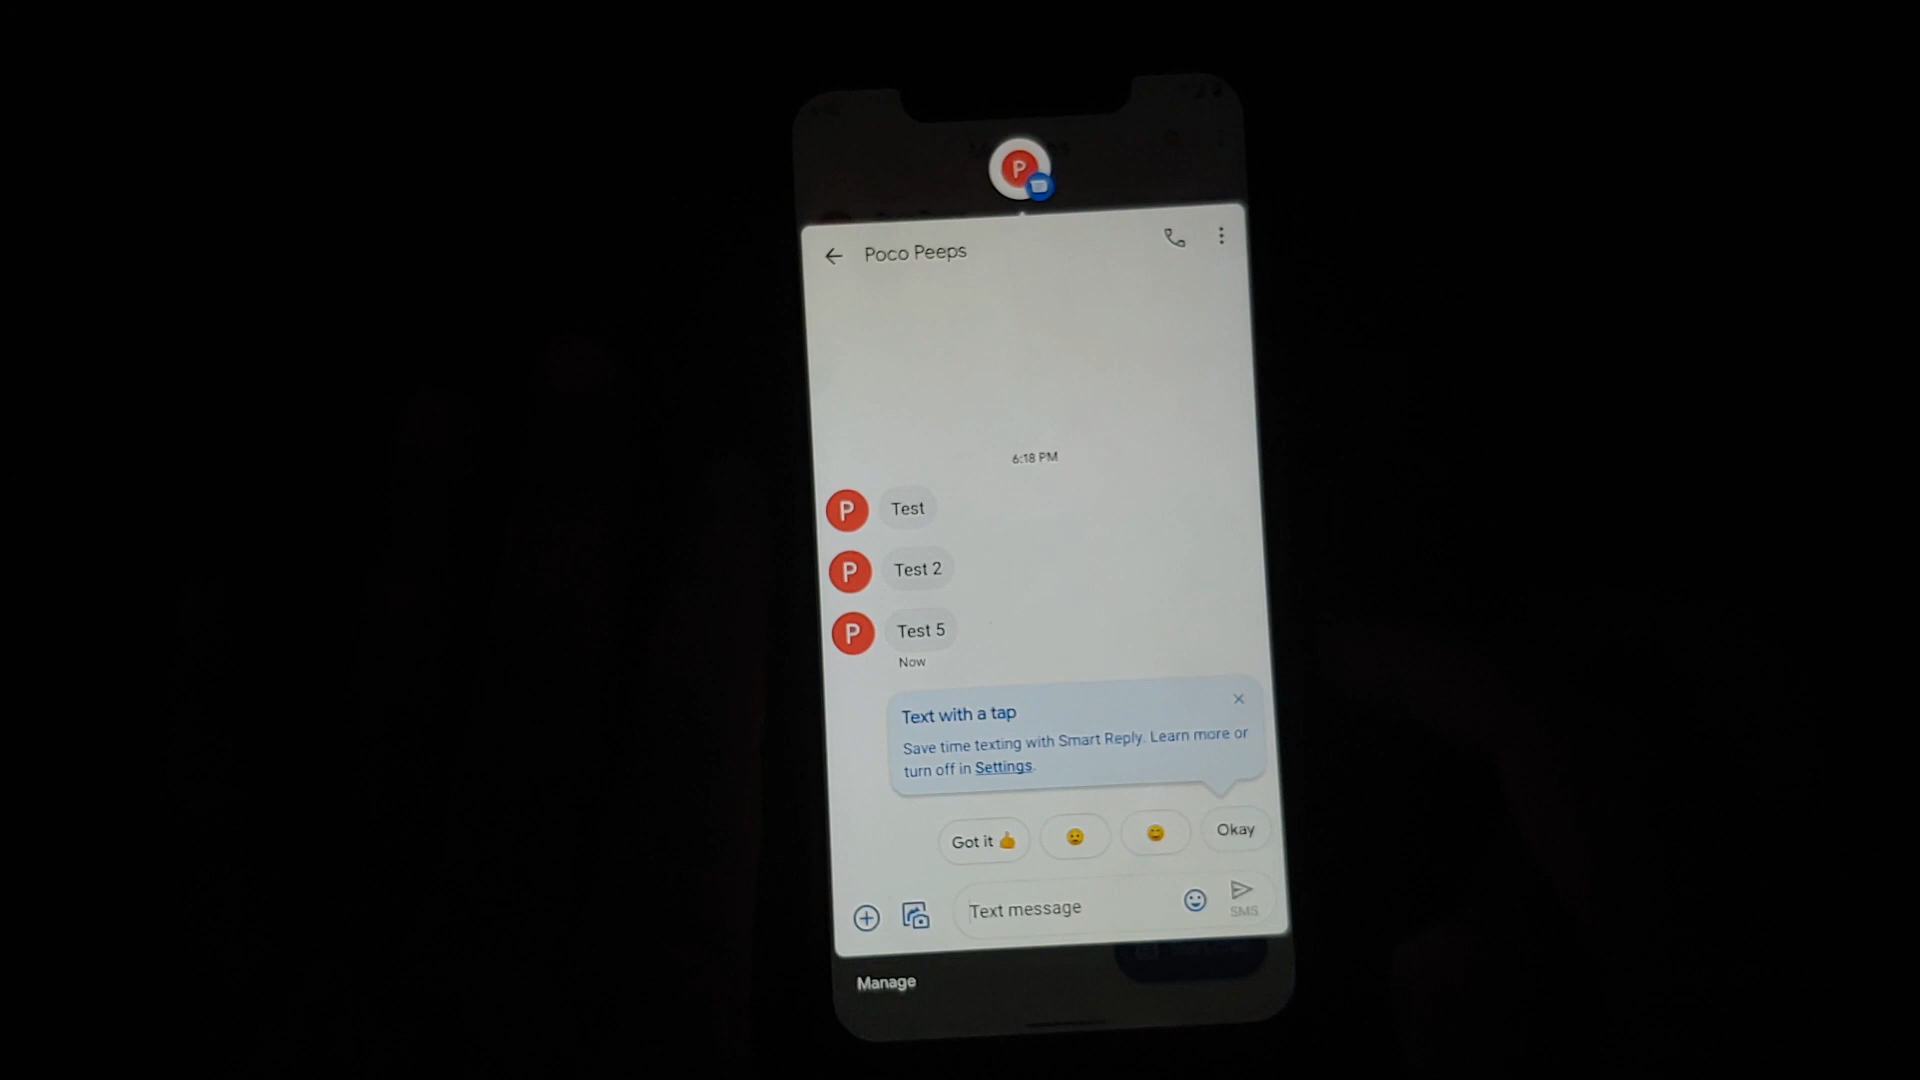 P
Poco Peeps
6:18 PM
P Test
P Test 2
P Test 5
Now
Text with a tap
Save time texting with Smart Reply. Learn more or
turn off in Settings.
Got it 👍 Okay
Text message
SMS
Manage